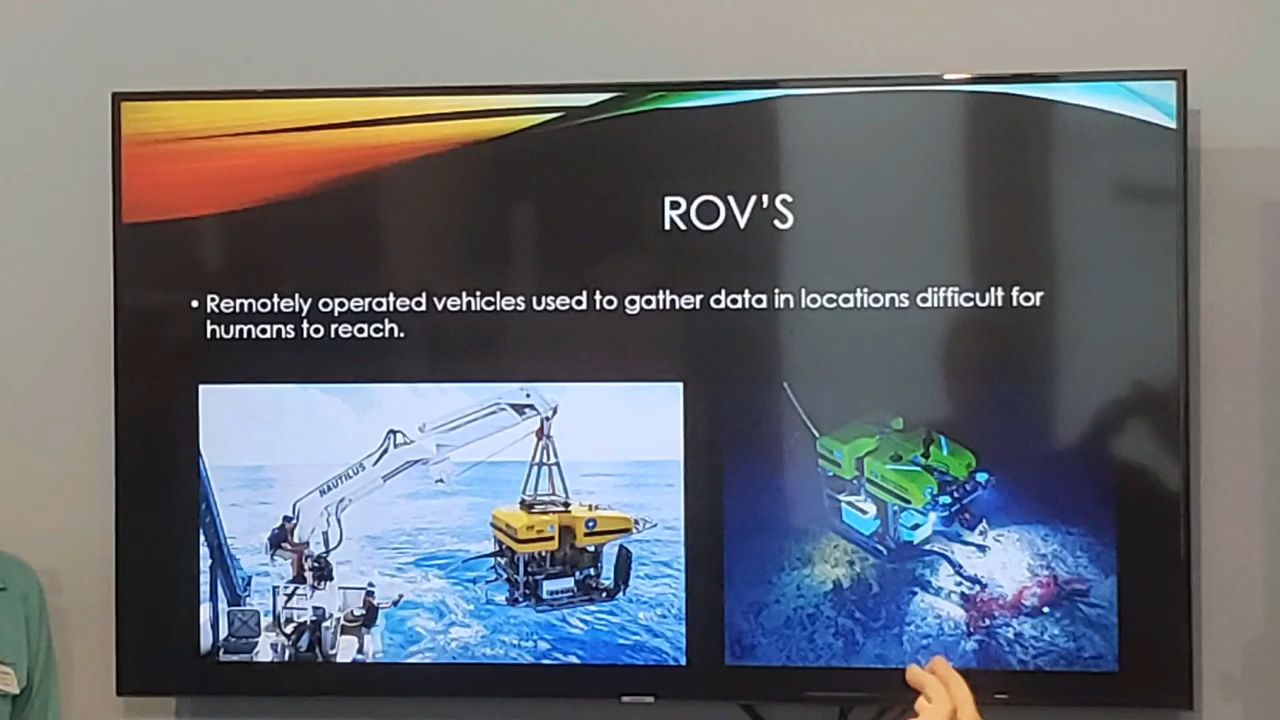 ROV'S
• Remotely operated vehicles used to gather data in locations difficult for
humans to reach.
NAUTILUS